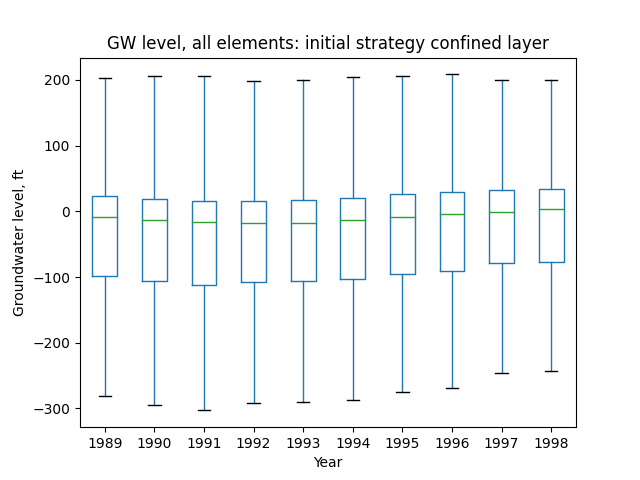 GW level, all elements: initial strategy confined layer
200
100
0
−100
−200
−300
Groundwater level, ft
1989 1990 1991 1992 1993 1994 1995 1996 1997 1998
Year